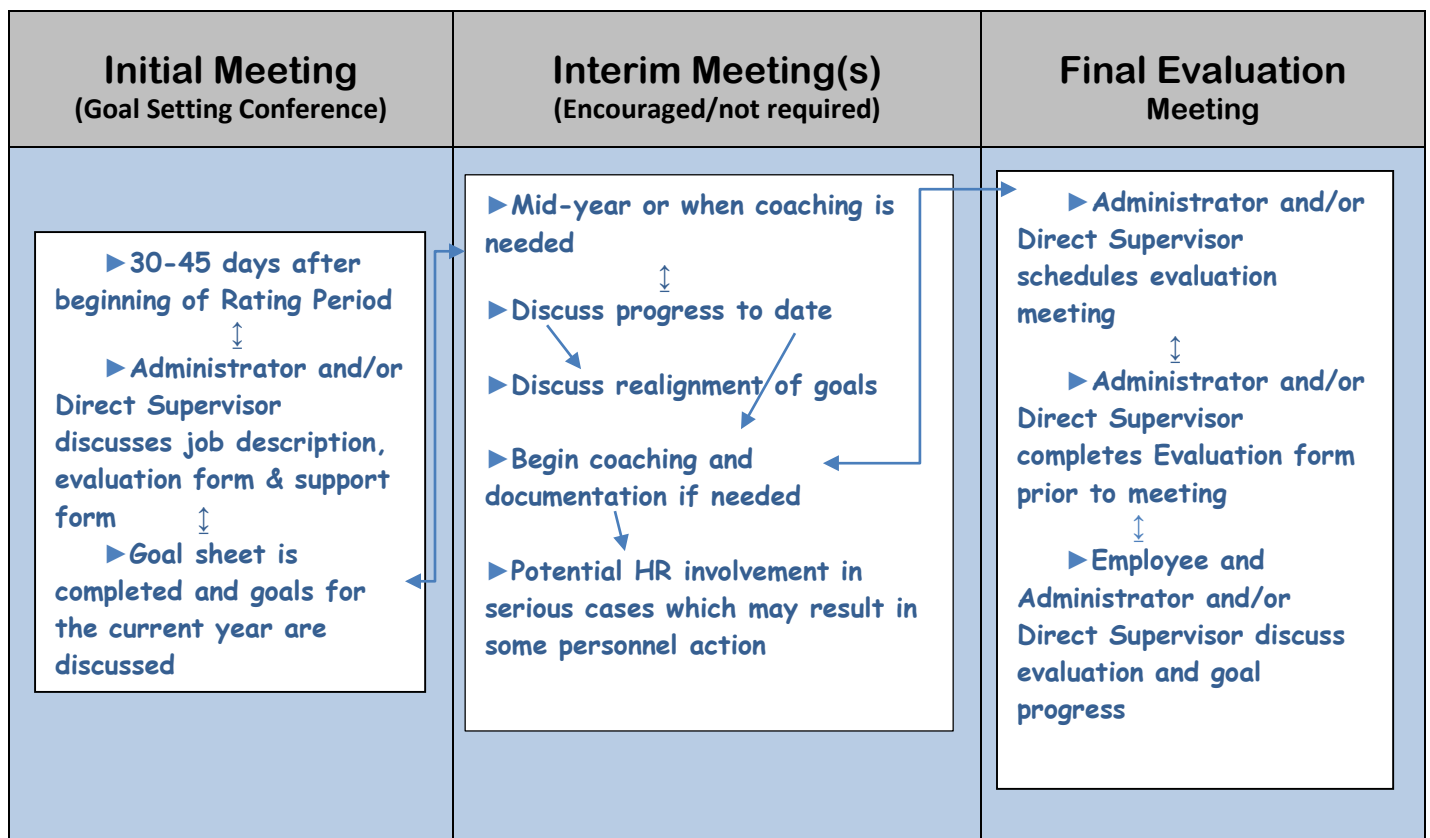 Initial Meeting
(Goal Setting Conference)
Interim Meeting(s)
(Encouraged/not required)
Final Evaluation
Meeting
►30-45 days after
beginning of Rating Period
↕
►Administrator and/or
Direct Supervisor
discusses job description,
evaluation form & support
form ↕
►Goal sheet is
completed and goals for
the current year are
discussed
►Mid-year or when coaching is
needed
↕
►Discuss progress to date
►Discuss realignment of goals
►Begin coaching and
documentation if needed
►Potential HR involvement in
serious cases which may result in
some personnel action
►Administrator and/or
Direct Supervisor
schedules evaluation
meeting
↕
►Administrator and/or
Direct Supervisor
completes Evaluation form
prior to meeting
↕
►Employee and
Administrator and/or
Direct Supervisor discuss
evaluation and goal
progress